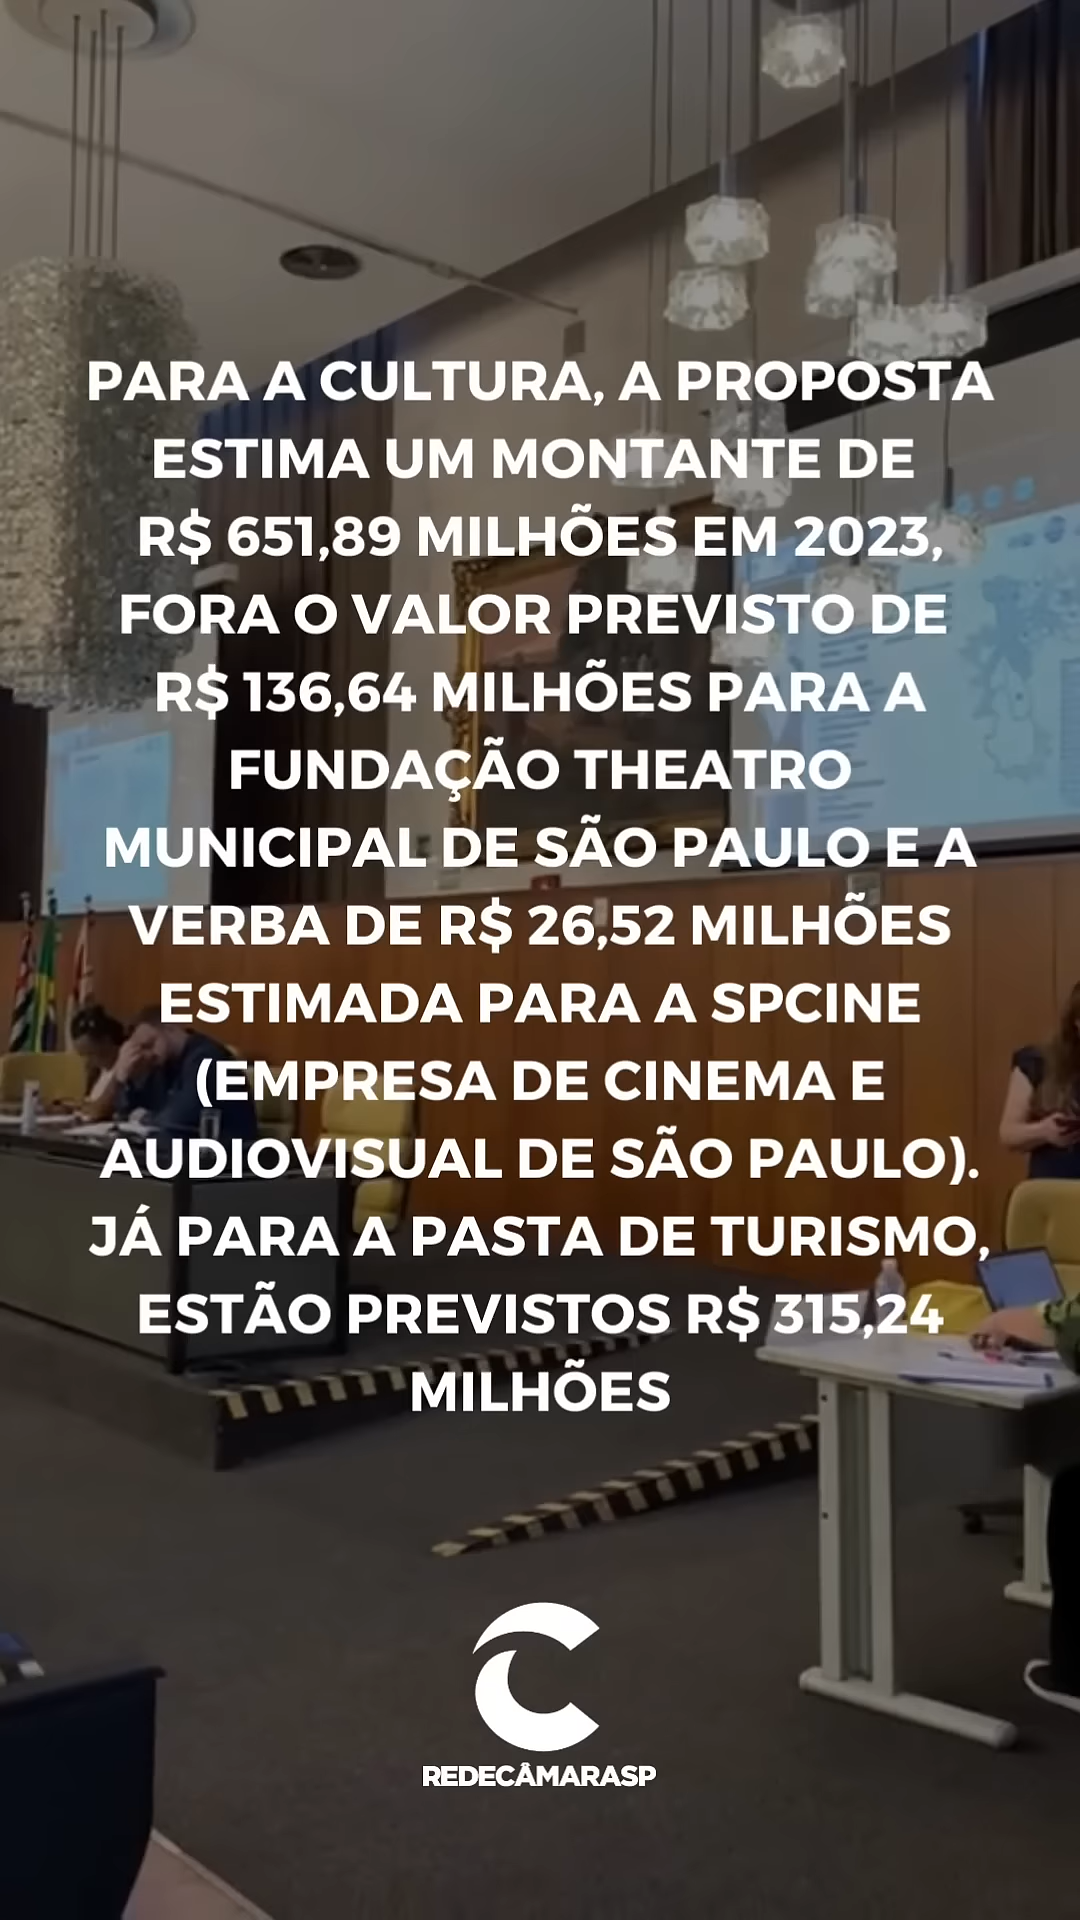 PARA A CULTURA, A PROPOSTA
ESTIMA UM MONTANTE DE
R$ 651,89 MILHÕES EM 2023,
FORA O VALOR PREVISTO DE
R$ 136,64 MILHÕES PARA A
FUNDAÇÃO THEATRO
MUNICIPAL DE SÃO PAULO E A
VERBA DE R$ 26,52 MILHÕES
ESTIMADA PARA A SPCINE
(EMPRESA DE CINEMA E
AUDIOVISUAL DE SÃO PAULO).
JÁ PARA A PASTA DE TURISMO,
ESTÃO PREVISTOS R$ 315,24
MILHÕES
REDECÂMARASP